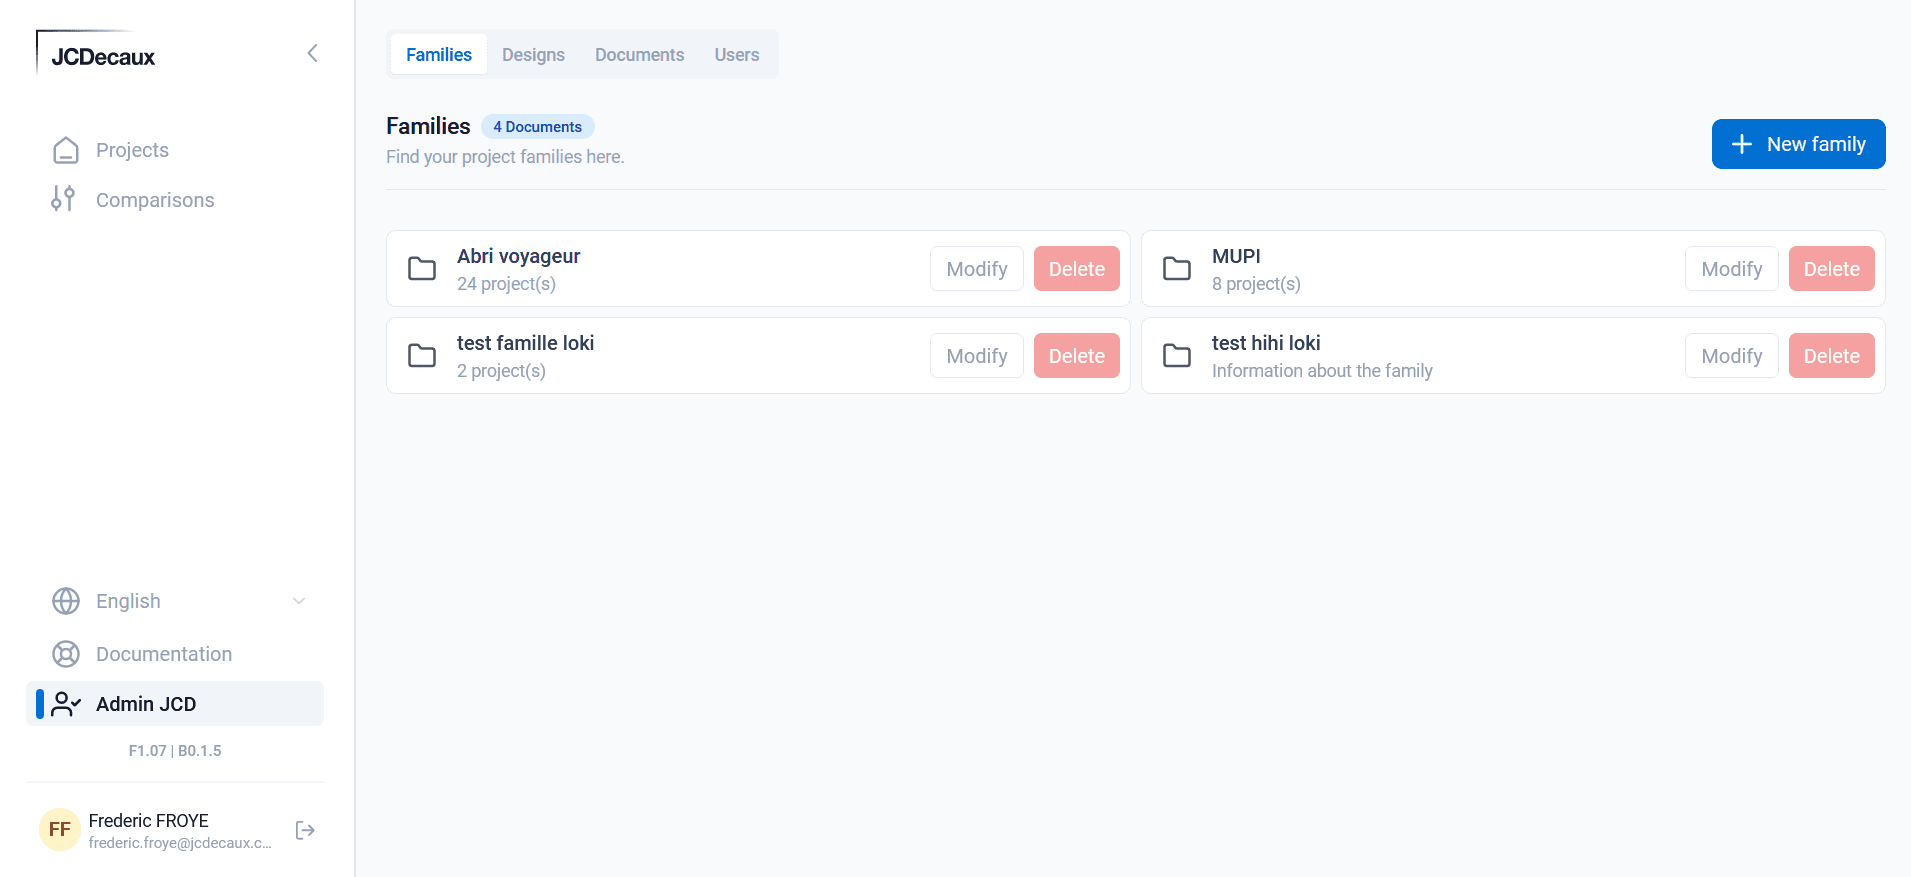 JCDecaux
Projects
Comparisons
English
Documentation
Admin JCD
F1.07 | B0.1.5
FF
Frederic FROYE
frederic.froye@jcdecaux.c...
Families
Designs
Documents
Users
Families
4 Documents
Find your project families here.
New family
Abri voyageur
24 project(s)
Modify
Delete
MUPI
8 project(s)
Modify
Delete
test famille loki
2 project(s)
Modify
Delete
test hihi loki
Information about the family
Modify
Delete